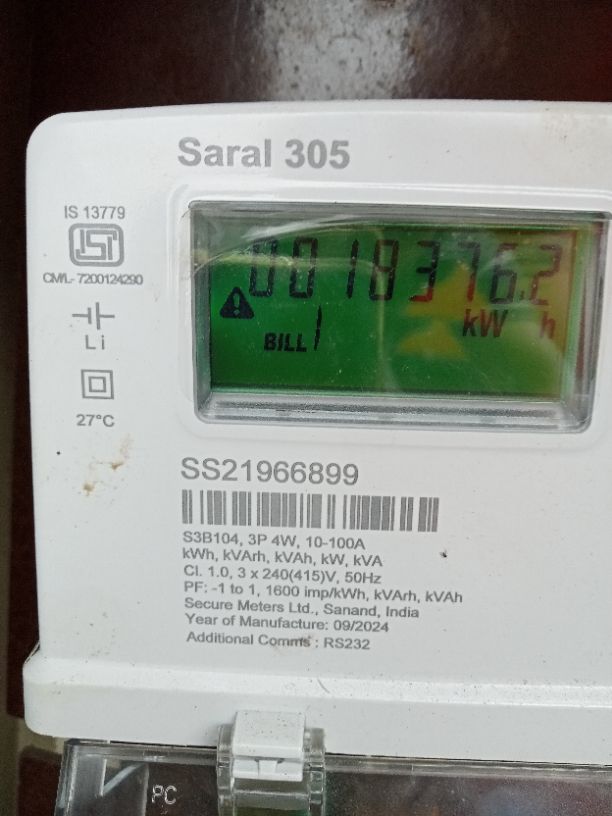 Saral 305
IS 13779
ISI
CM/L- 7200124290
Li
27°C
0018376.2
kW h
BILL 1
SS21966899
S3B104, 3P 4W, 10-100A
kWh, kVArh, kVAh, kW, kVA
Cl. 1.0, 3 x 240(415)V, 50Hz
PF: -1 to 1, 1600 imp/kWh, kVArh, kVAh
Secure Meters Ltd., Sanand, India
Year of Manufacture: 09/2024
Additional Comms : RS232
PC